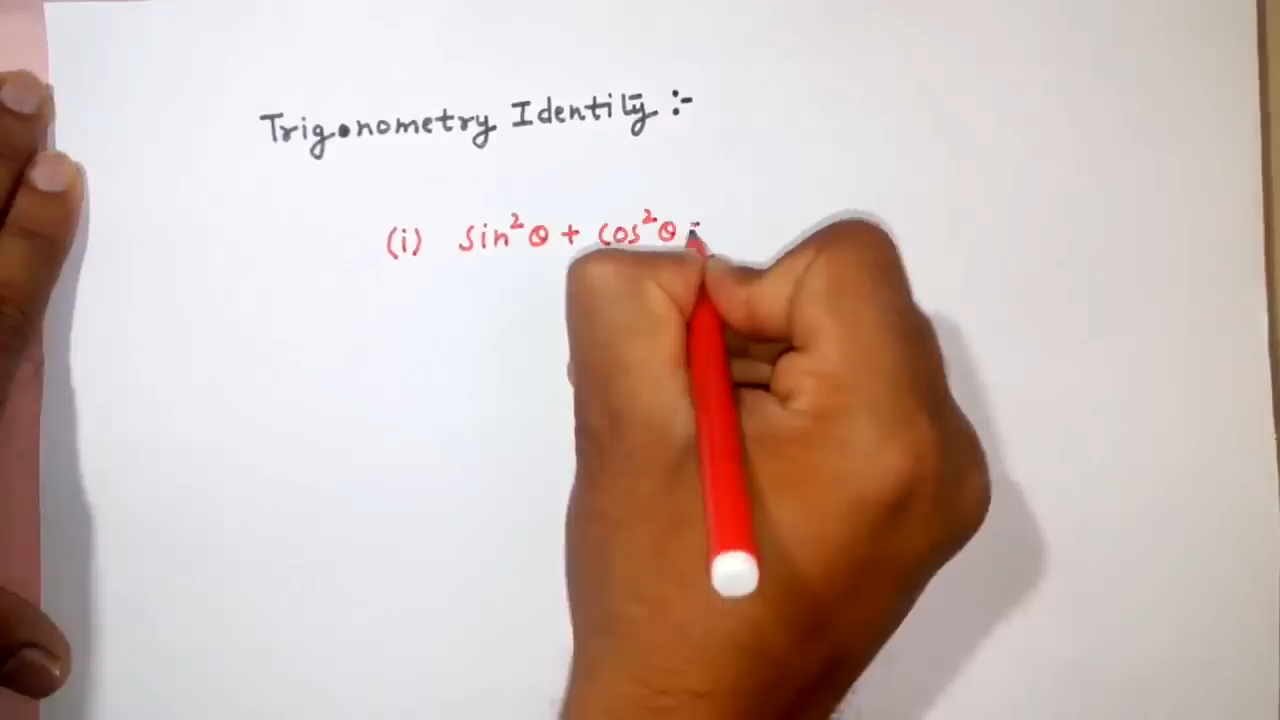 Trigonometry Identity :-
(i) Sin²θ + Cos²θ =